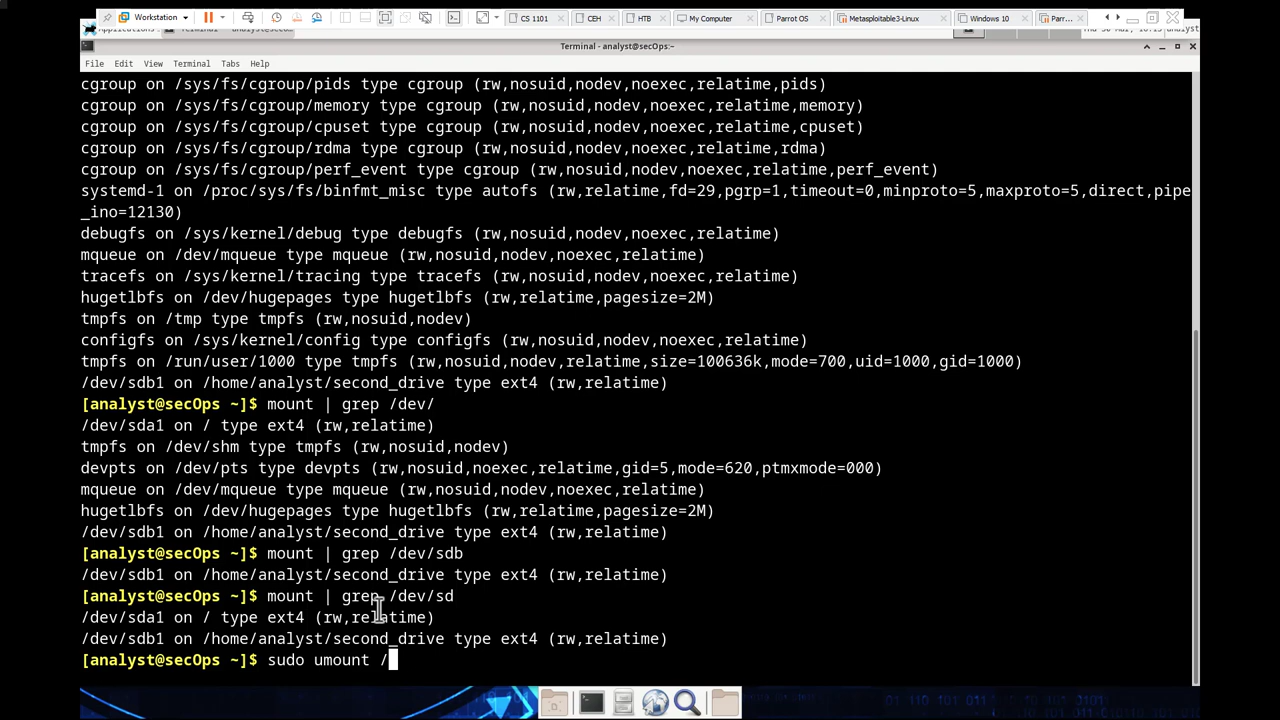 Workstation
CS 1101
CEH
HTB
My Computer
Parrot OS
Metasploitable3-Linux
Windows 10
Parr...
Terminal - analyst@secOps:~
File Edit View Terminal Tabs Help
cgroup on /sys/fs/cgroup/pids type cgroup (rw,nosuid,nodev,noexec,relatime,pids)
cgroup on /sys/fs/cgroup/memory type cgroup (rw,nosuid,nodev,noexec,relatime,memory)
cgroup on /sys/fs/cgroup/cpuset type cgroup (rw,nosuid,nodev,noexec,relatime,cpuset)
cgroup on /sys/fs/cgroup/rdma type cgroup (rw,nosuid,nodev,noexec,relatime,rdma)
cgroup on /sys/fs/cgroup/perf_event type cgroup (rw,nosuid,nodev,noexec,relatime,perf_event)
systemd-1 on /proc/sys/fs/binfmt_misc type autofs (rw,relatime,fd=29,pgrp=1,timeout=0,minproto=5,maxproto=5,direct,pipe
_ino=12130)
debugfs on /sys/kernel/debug type debugfs (rw,nosuid,nodev,noexec,relatime)
mqueue on /dev/mqueue type mqueue (rw,nosuid,nodev,noexec,relatime)
tracefs on /sys/kernel/tracing type tracefs (rw,nosuid,nodev,noexec,relatime)
hugetlbfs on /dev/hugepages type hugetlbfs (rw,relatime,pagesize=2M)
tmpfs on /tmp type tmpfs (rw,nosuid,nodev)
configfs on /sys/kernel/config type configfs (rw,nosuid,nodev,noexec,relatime)
tmpfs on /run/user/1000 type tmpfs (rw,nosuid,nodev,relatime,size=100636k,mode=700,uid=1000,gid=1000)
/dev/sdb1 on /home/analyst/second_drive type ext4 (rw,relatime)
[analyst@secOps ~]$ mount | grep /dev/
/dev/sda1 on / type ext4 (rw,relatime)
tmpfs on /dev/shm type tmpfs (rw,nosuid,nodev)
devpts on /dev/pts type devpts (rw,nosuid,noexec,relatime,gid=5,mode=620,ptmxmode=000)
mqueue on /dev/mqueue type mqueue (rw,nosuid,nodev,noexec,relatime)
hugetlbfs on /dev/hugepages type hugetlbfs (rw,relatime,pagesize=2M)
/dev/sdb1 on /home/analyst/second_drive type ext4 (rw,relatime)
[analyst@secOps ~]$ mount | grep /dev/sdb
/dev/sdb1 on /home/analyst/second_drive type ext4 (rw,relatime)
[analyst@secOps ~]$ mount | grep /dev/sd
/dev/sda1 on / type ext4 (rw,relatime)
/dev/sdb1 on /home/analyst/second_drive type ext4 (rw,relatime)
[analyst@secOps ~]$ sudo umount /